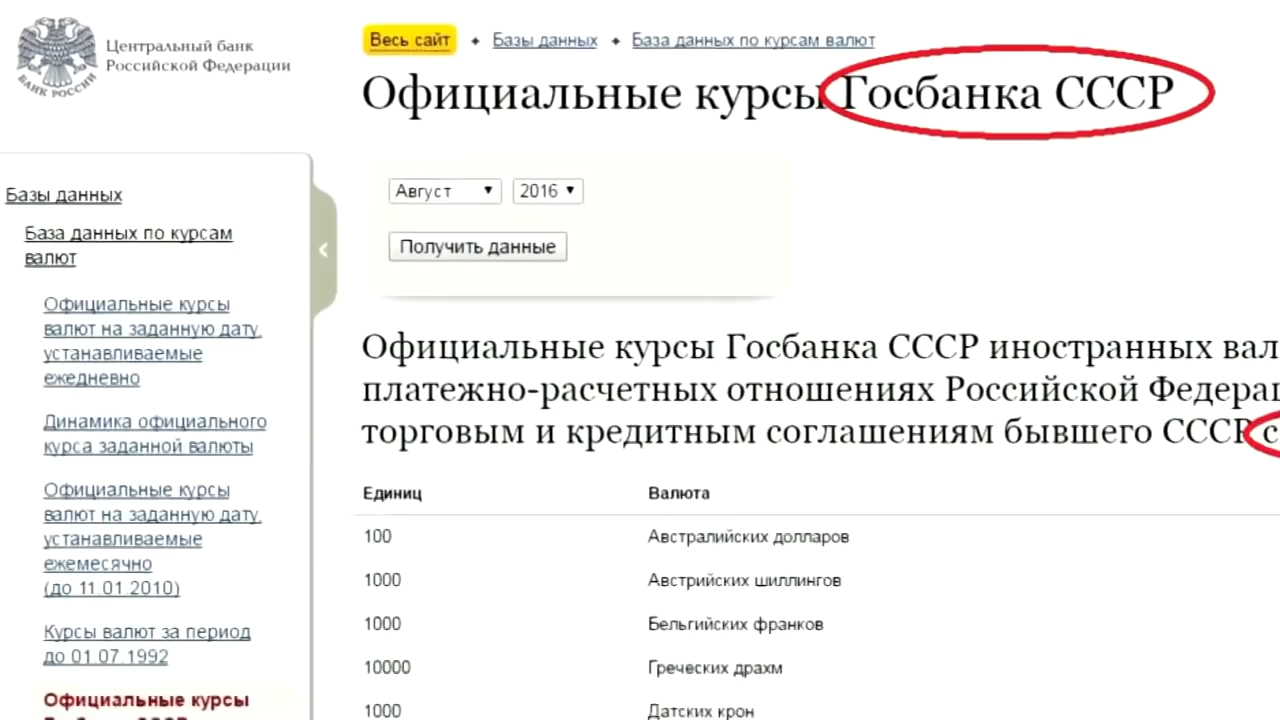 Центральный банк
Российской Федерации
БАНК РОССИИ
Весь сайт ✦ Базы данных ✦ База данных по курсам валют
Официальные курсы Госбанка СССР
Август ▼ 2016 ▼
Получить данные
Базы данных
База данных по курсам
валют
Официальные курсы
валют на заданную дату,
устанавливаемые
ежедневно
Динамика официального
курса заданной валюты
Официальные курсы
валют на заданную дату,
устанавливаемые
ежемесячно
(до 11.01.2010)
Курсы валют за период
до 01.07.1992
Официальные курсы
Официальные курсы Госбанка СССР иностранных вал
платежно-расчетных отношениях Российской Федерац
торговым и кредитным соглашениям бывшего СССР с
Единиц Валюта
100 Австралийских долларов
1000 Австрийских шиллингов
1000 Бельгийских франков
10000 Греческих драхм
1000 Датских крон